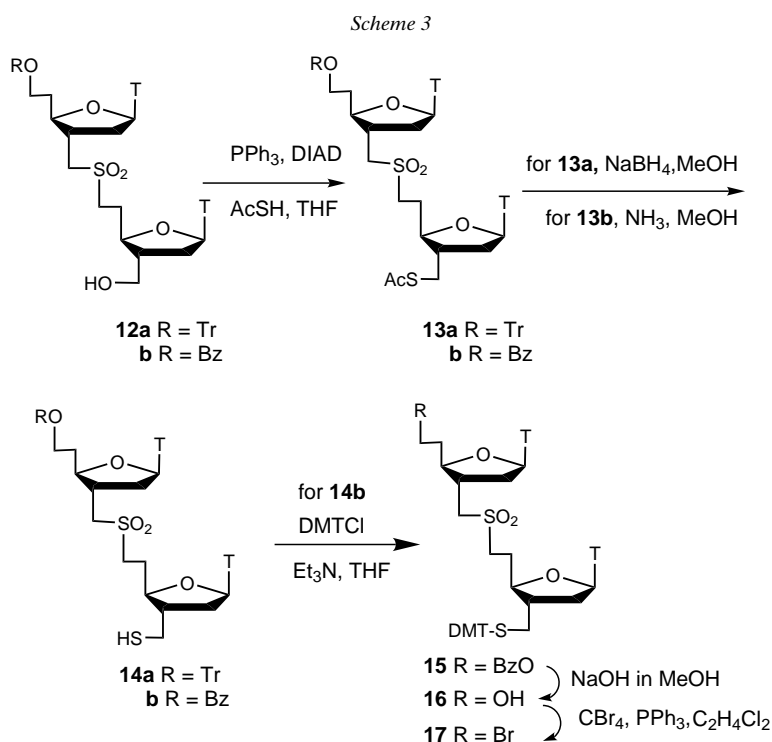 Scheme 3
RO
T
O
SO2
T
O
HO
12a R = Tr
b R = Bz
PPh3, DIAD
AcSH, THF
RO
T
O
SO2
T
O
AcS
13a R = Tr
b R = Bz
for 13a, NaBH4,MeOH
for 13b, NH3, MeOH
RO
T
O
SO2
T
O
HS
14a R = Tr
b R = Bz
for 14b
DMTCl
Et3N, THF
R
T
O
SO2
T
O
DMT-S
15 R = BzO
16 R = OH
17 R = Br
NaOH in MeOH
CBr4, PPh3,C2H4Cl2